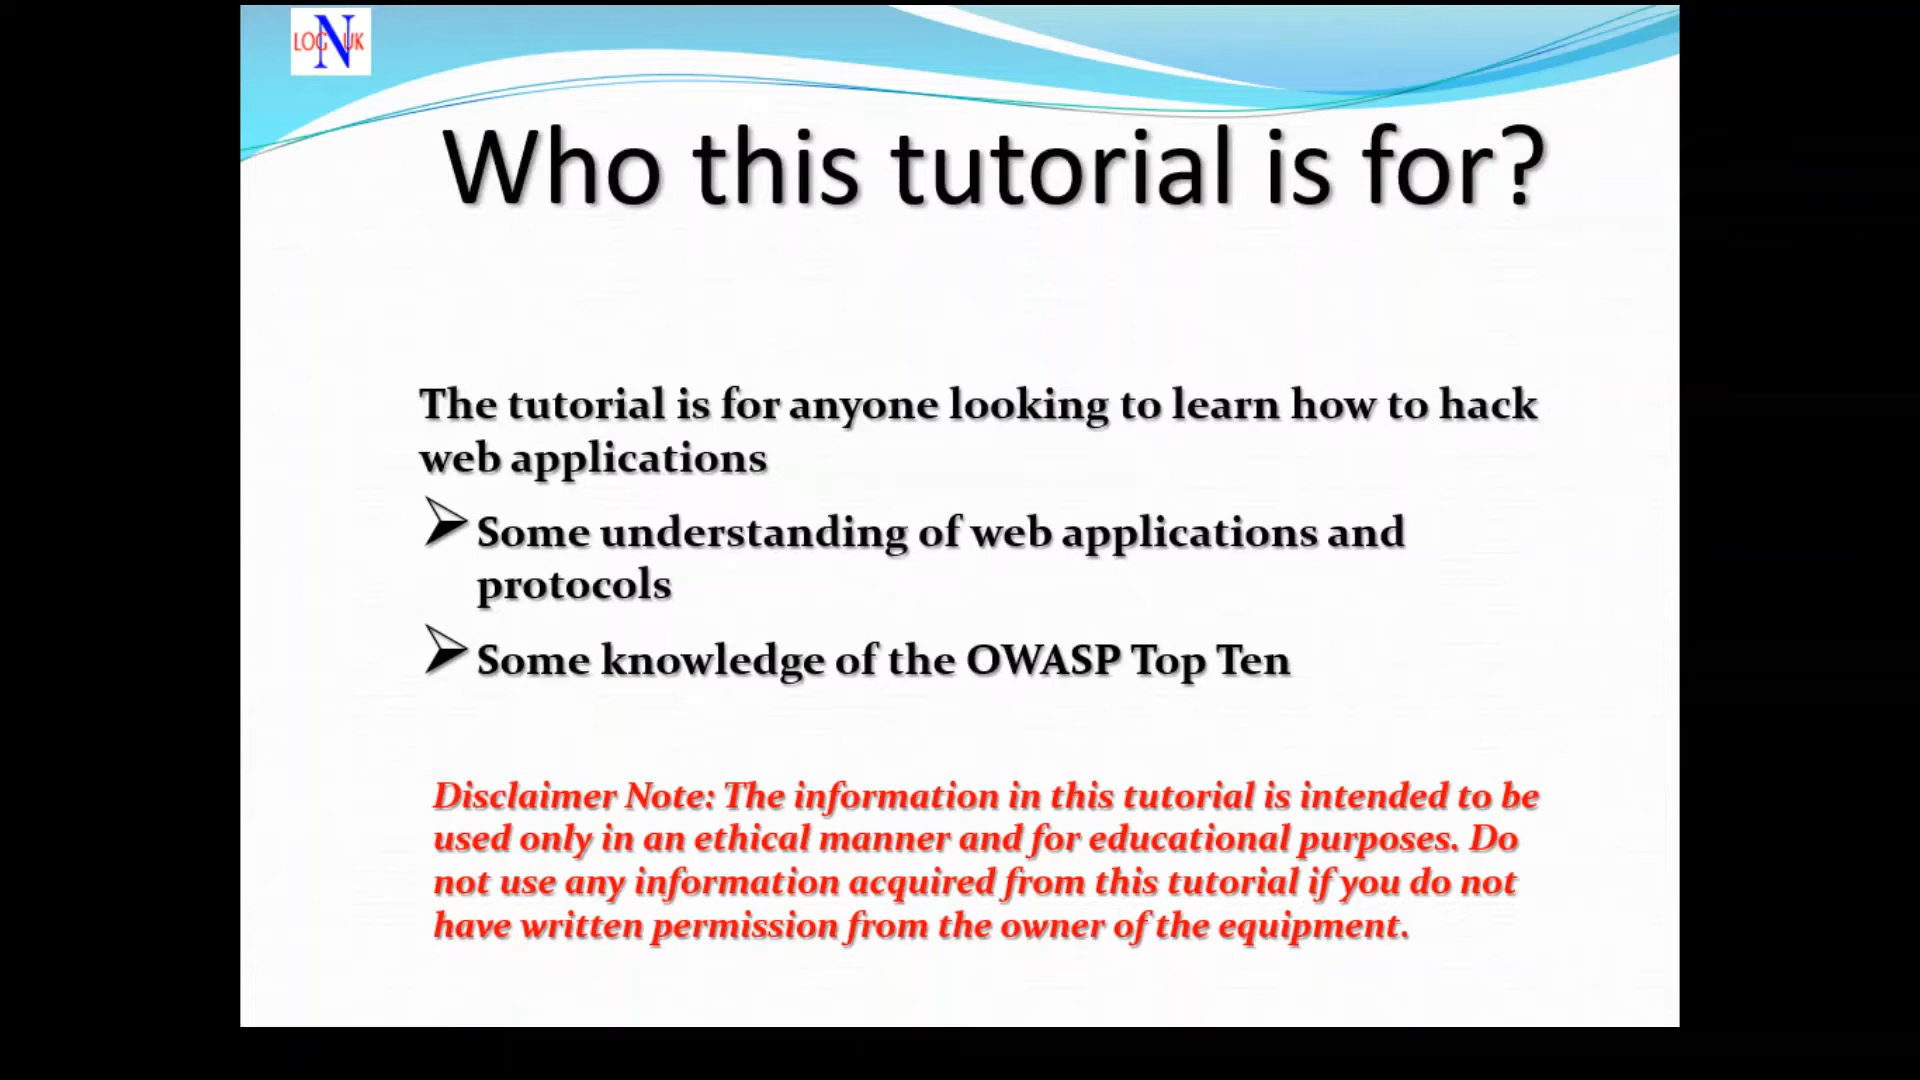 LOGNUK
Who this tutorial is for?
The tutorial is for anyone looking to learn how to hack
web applications
Some understanding of web applications and
protocols
Some knowledge of the OWASP Top Ten
Disclaimer Note: The information in this tutorial is intended to be
used only in an ethical manner and for educational purposes. Do
not use any information acquired from this tutorial if you do not
have written permission from the owner of the equipment.